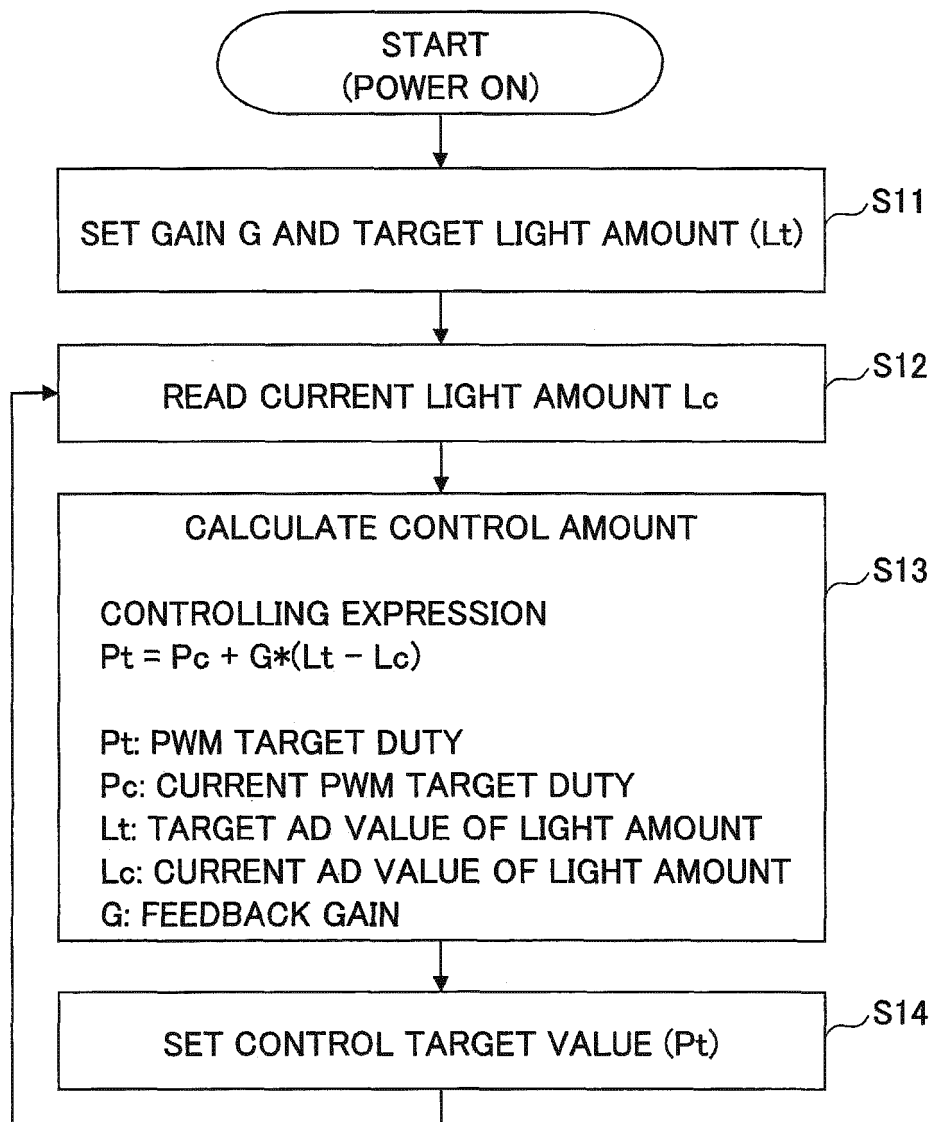 START
(POWER ON)
SET GAIN G AND TARGET LIGHT AMOUNT (Lt)
S11
READ CURRENT LIGHT AMOUNT Lc
S12
CALCULATE CONTROL AMOUNT
S13
CONTROLLING EXPRESSION
Pt = Pc + G*(Lt − Lc)
Pt: PWM TARGET DUTY
Pc: CURRENT PWM TARGET DUTY
Lt: TARGET AD VALUE OF LIGHT AMOUNT
Lc: CURRENT AD VALUE OF LIGHT AMOUNT
G: FEEDBACK GAIN
SET CONTROL TARGET VALUE (Pt)
S14